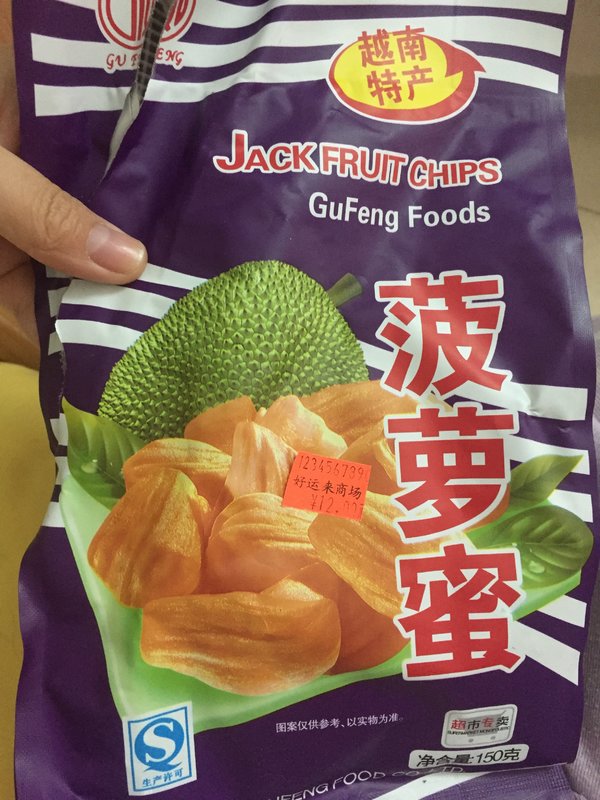 越南
特产
JACK FRUIT CHIPS
GuFeng Foods
菠萝蜜
123456789
好运来商场
图案仅供参考、以实物为准。
S
生产许可
超市专卖
净含量:150克